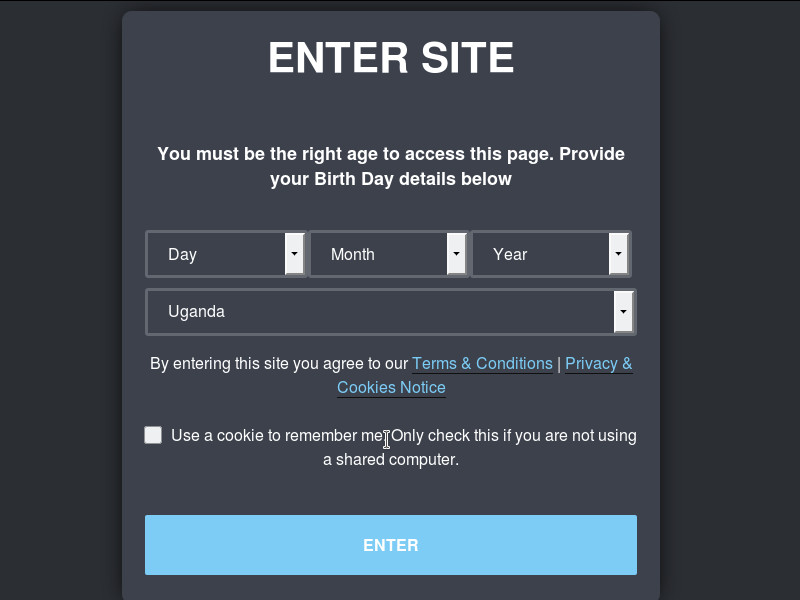 ENTER SITE
You must be the right age to access this page. Provide
your Birth Day details below
Day Month Year
Uganda
By entering this site you agree to our Terms & Conditions | Privacy &
Cookies Notice
Use a cookie to remember me. Only check this if you are not using
a shared computer.
ENTER